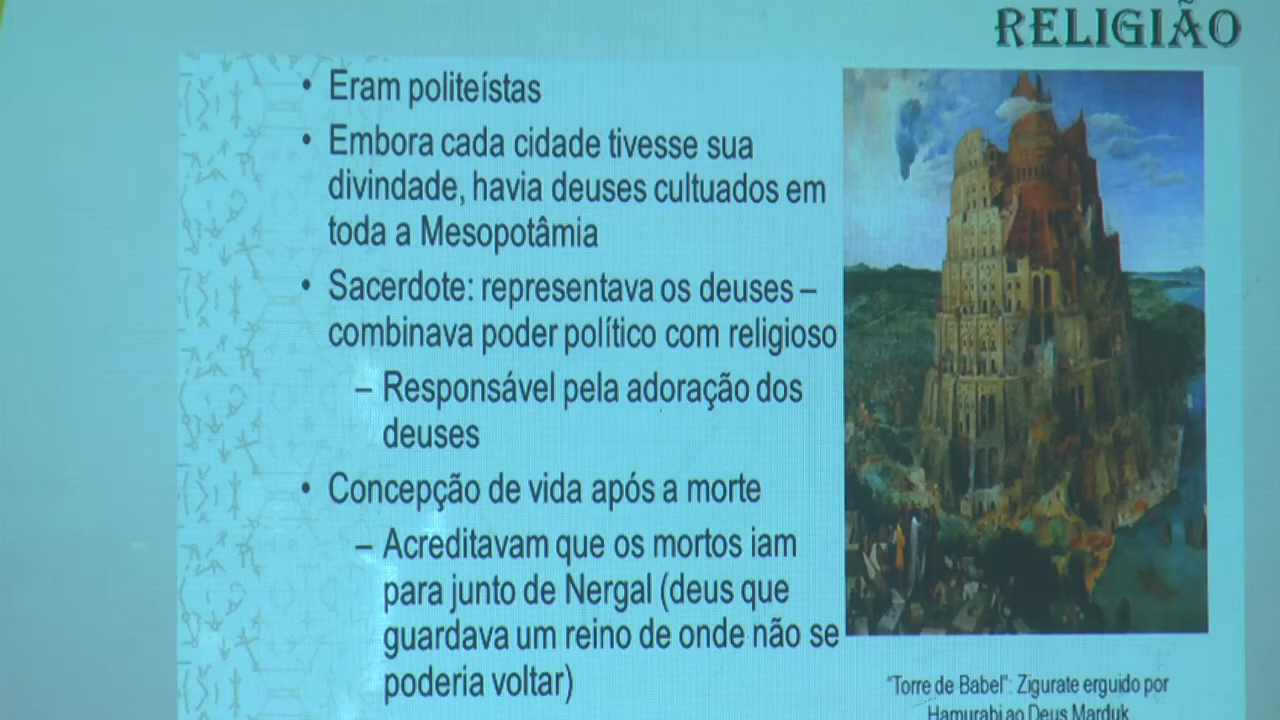 RELIGIÃO
• Eram politeístas
• Embora cada cidade tivesse sua
divindade, havia deuses cultuados em
toda a Mesopotâmia
• Sacerdote: representava os deuses –
combinava poder político com religioso
– Responsável pela adoração dos
deuses
• Concepção de vida após a morte
– Acreditavam que os mortos iam
para junto de Nergal (deus que
guardava um reino de onde não se
poderia voltar)
"Torre de Babel": Zigurate erguido por
Hamurabi ao Deus Marduk